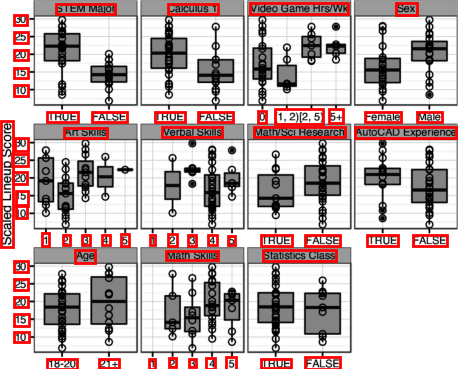 STEM Major Calculus 1 Video Game Hrs/Wk Sex
30
25
20
15
10
TRUE FALSE TRUE FALSE 0 [1, 2) [2, 5) 5+ Female Male
Art Skills Verbal Skills Math/Sci Research AutoCAD Experience
Scaled Lineup Score
30
25
20
15
10
1 2 3 4 5 1 2 3 4 5 TRUE FALSE TRUE FALSE
Age Math Skills Statistics Class
30
25
20
15
10
18-20 21+ 1 2 3 4 5 TRUE FALSE